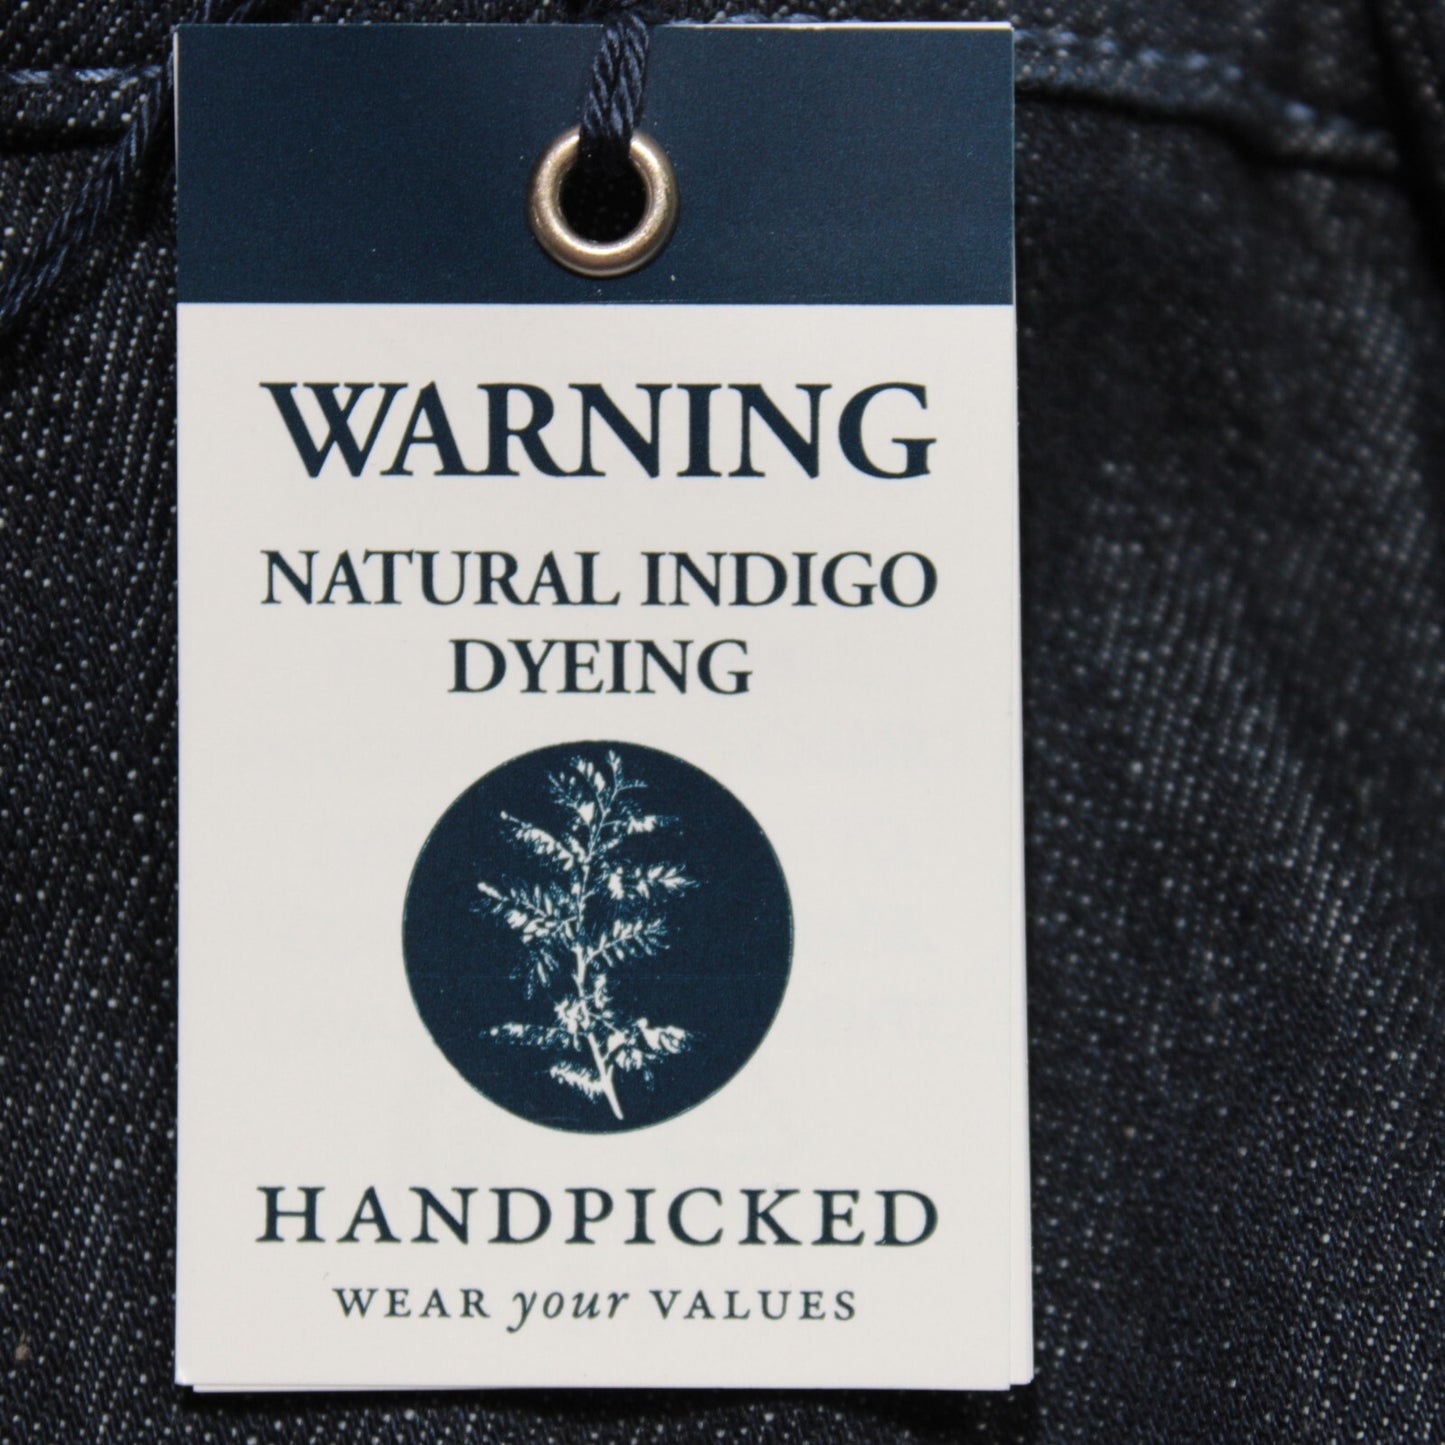 WARNING
NATURAL INDIGO
DYEING
HANDPICKED
WEAR your VALUES